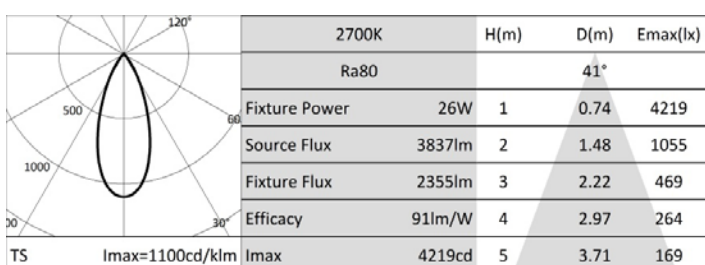 120°
500
60
1000
00
30°
TS Imax=1100cd/klm
2700K H(m) D(m) Emax(lx)
Ra80 41°
Fixture Power 26W 1 0.74 4219
Source Flux 3837lm 2 1.48 1055
Fixture Flux 2355lm 3 2.22 469
Efficacy 91lm/W 4 2.97 264
Imax 4219cd 5 3.71 169